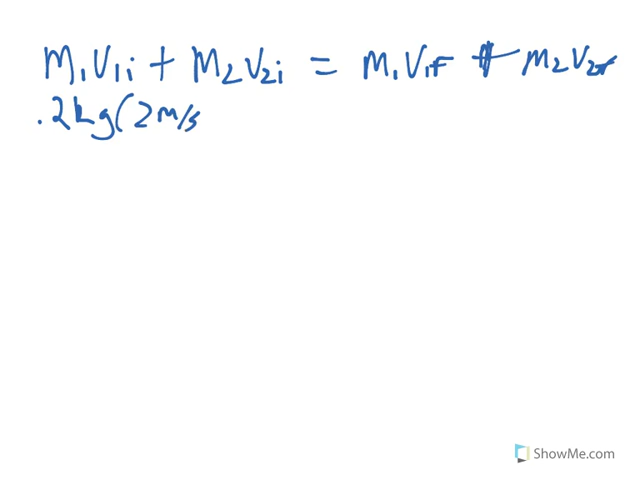 M₁V₁i + M₂V₂i = M₁V₁F + M₂V₂F
.2kg(2m/s
ShowMe.com